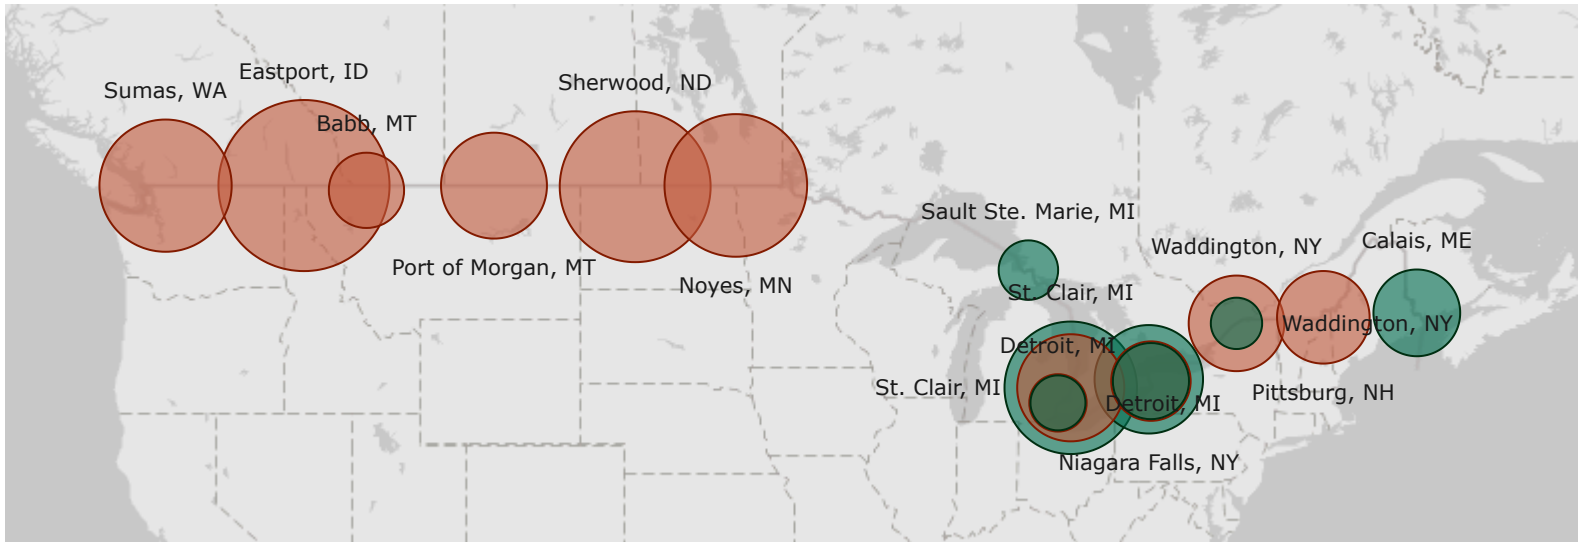 Eastport, ID
Sherwood, ND
Sumas, WA
Babb, MT
Sault Ste. Marie, MI
Calais, ME
Waddington, NY
Port of Morgan, MT
Noyes, MN
St. Clair, MI
Waddington, NY
Detroit, MI
St. Clair, MI
Pittsburg, NH
Detroit, MI
Niagara Falls, NY